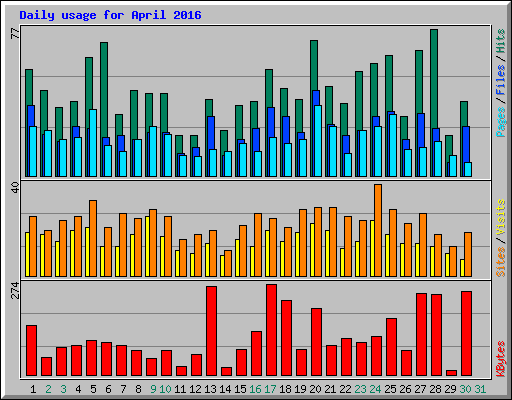 Daily usage for April 2016
77
Pages / Files / Hits
40
Sites / Visits
274
KBytes
1 2 3 4 5 6 7 8 9 10 11 12 13 14 15 16 17 18 19 20 21 22 23 24 25 26 27 28 29 30 31